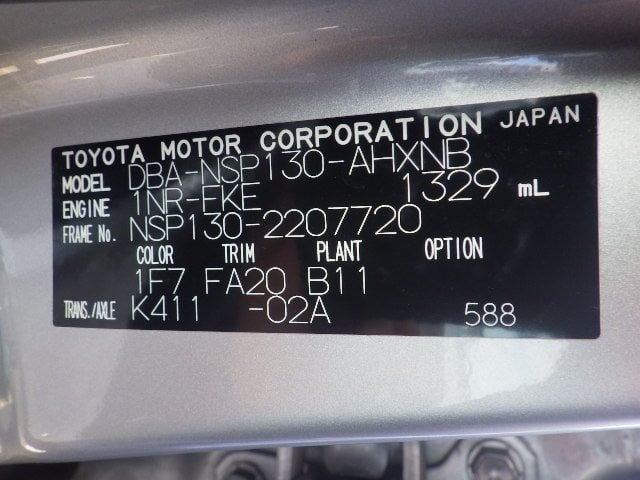 TOYOTA MOTOR CORPORATION JAPAN
MODEL DBA-NSP130-AHXNB
ENGINE 1NR-FKE 1329 mL
FRAME No. NSP130-2207720
COLOR TRIM PLANT OPTION
1F7 FA20 B11
TRANS./AXLE K411 -02A 588